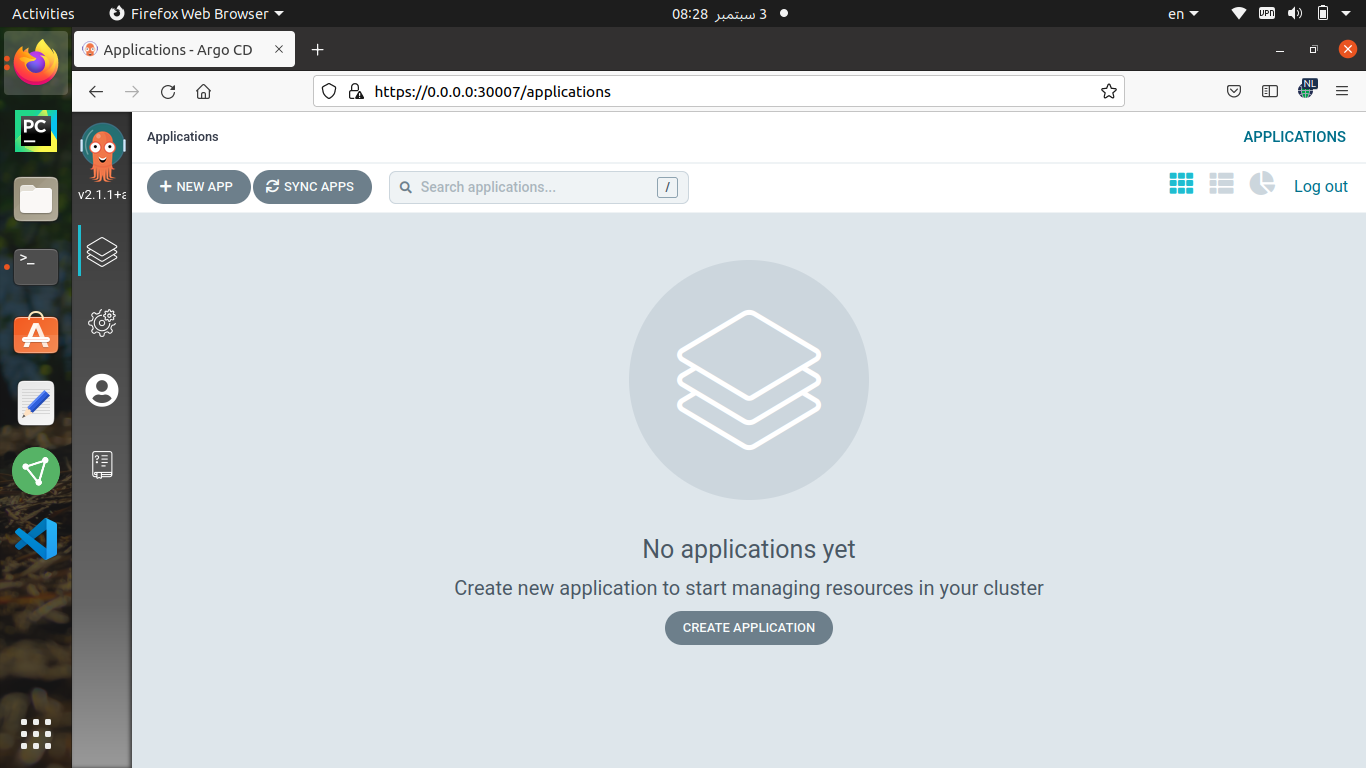 Activities
Firefox Web Browser
3 سبتمبر 08:28
en
VPN
Applications - Argo CD
https://0.0.0.0:30007/applications
NL
PC
>_
v2.1.1+a
Applications
APPLICATIONS
NEW APP
SYNC APPS
Search applications...
/
Log out
No applications yet
Create new application to start managing resources in your cluster
CREATE APPLICATION